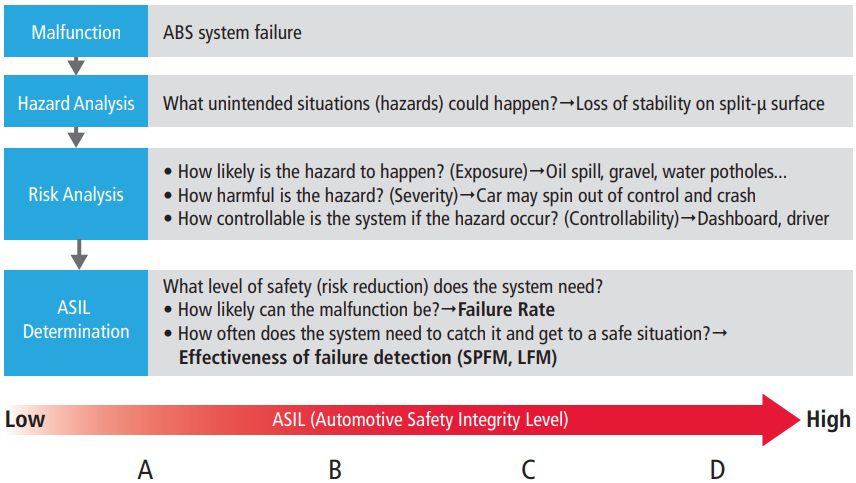 Malfunction
ABS system failure
Hazard Analysis
What unintended situations (hazards) could happen?→Loss of stability on split-µ surface
Risk Analysis
• How likely is the hazard to happen? (Exposure)→Oil spill, gravel, water potholes...
• How harmful is the hazard? (Severity)→Car may spin out of control and crash
• How controllable is the system if the hazard occur? (Controllability)→Dashboard, driver
ASIL
Determination
What level of safety (risk reduction) does the system need?
• How likely can the malfunction be?→Failure Rate
• How often does the system need to catch it and get to a safe situation?→
Effectiveness of failure detection (SPFM, LFM)
Low
ASIL (Automotive Safety Integrity Level)
High
A B C D